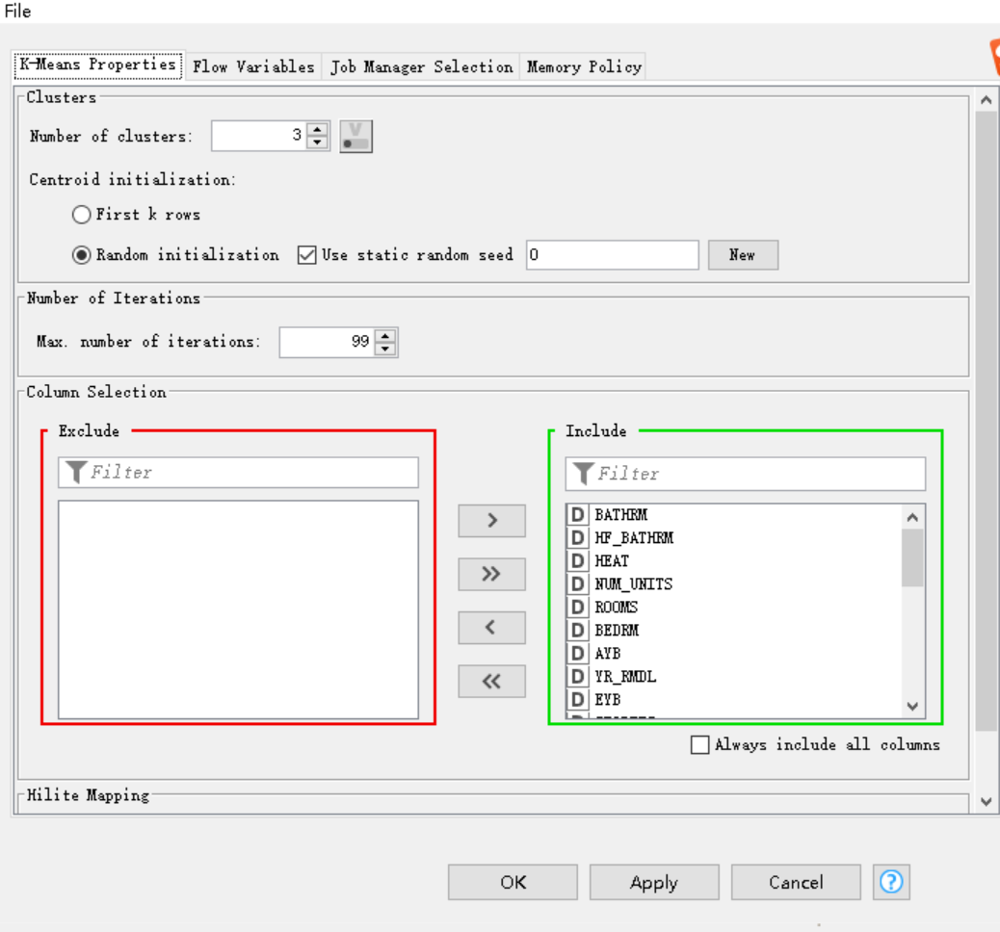 File
K-Means Properties Flow Variables Job Manager Selection Memory Policy
Clusters
Number of clusters: 3 V
Centroid initialization:
First k rows
Random initialization Use static random seed 0 New
Number of Iterations
Max. number of iterations: 99
Column Selection
Exclude Include
Filter Filter
> D BATHRM
D HF_BATHRM
D HEAT
>> D NUM_UNITS
D ROOMS
< D BEDRM
D AYB
<< D YR_RMDL
D EYB
Always include all columns
Hilite Mapping
OK Apply Cancel ?